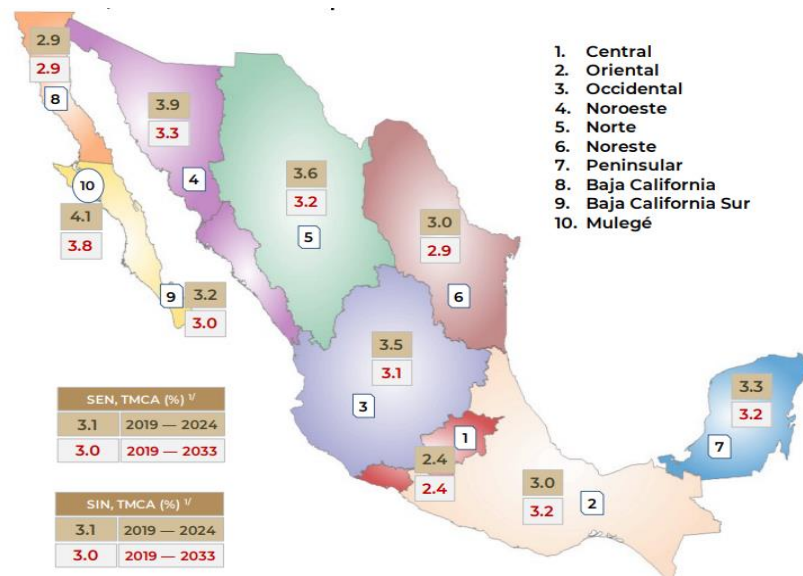 2.9
2.9
8
3.9
3.3
4
10
4.1
3.8
9
3.2
3.0
3.6
3.2
5
3.0
2.9
6
3.5
3.1
3
1
2.4
2.4
3.0
3.2
2
3.3
3.2
7
1. Central
2. Oriental
3. Occidental
4. Noroeste
5. Norte
6. Noreste
7. Peninsular
8. Baja California
9. Baja California Sur
10. Mulegé
SEN, TMCA (%) 1/
3.1 2019 — 2024
3.0 2019 — 2033
SIN, TMCA (%) 1/
3.1 2019 — 2024
3.0 2019 — 2033